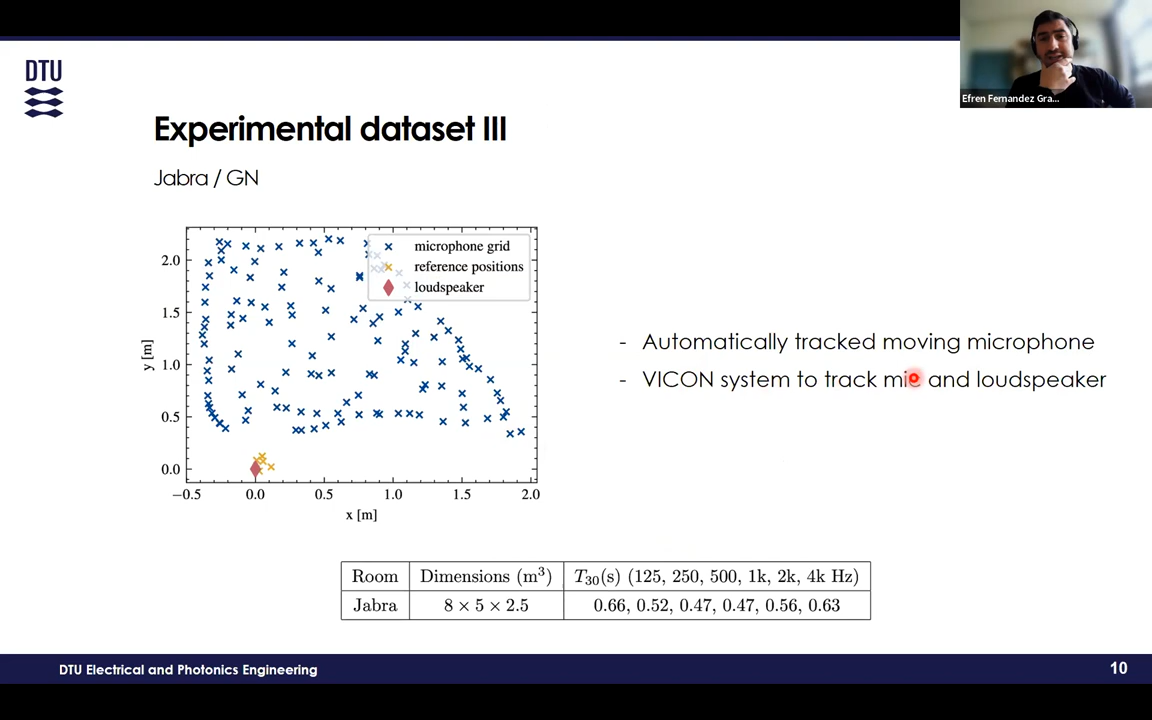 Efren Fernandez Gra...
DTU
Experimental dataset III
Jabra / GN
microphone grid
reference positions
loudspeaker
2.0
1.5
1.0
0.5
0.0
y [m]
−0.5 0.0 0.5 1.0 1.5 2.0
x [m]
- Automatically tracked moving microphone
- VICON system to track mic and loudspeaker
Room Dimensions (m³) T₃₀(s) (125, 250, 500, 1k, 2k, 4k Hz)
Jabra 8 × 5 × 2.5 0.66, 0.52, 0.47, 0.47, 0.56, 0.63
DTU Electrical and Photonics Engineering 10